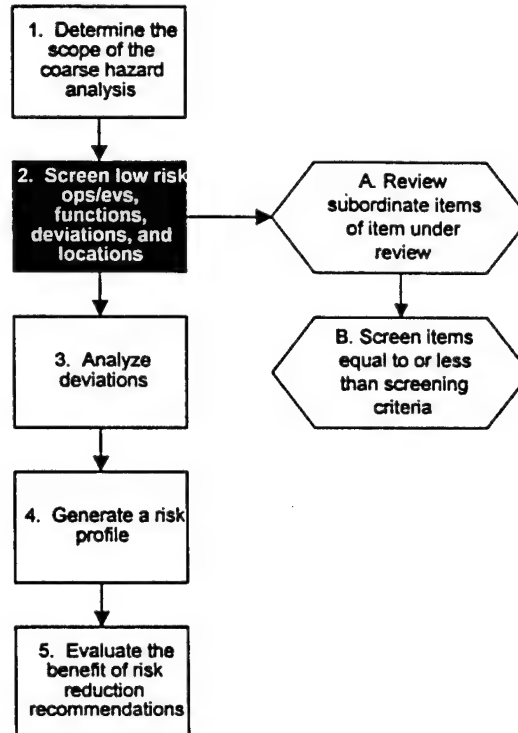 1. Determine the
scope of the
coarse hazard
analysis
2. Screen low risk
ops/evs,
functions,
deviations, and
locations
A. Review
subordinate items
of item under
review
B. Screen items
equal to or less
than screening
criteria
3. Analyze
deviations
4. Generate a risk
profile
5. Evaluate the
benefit of risk
reduction
recommendations